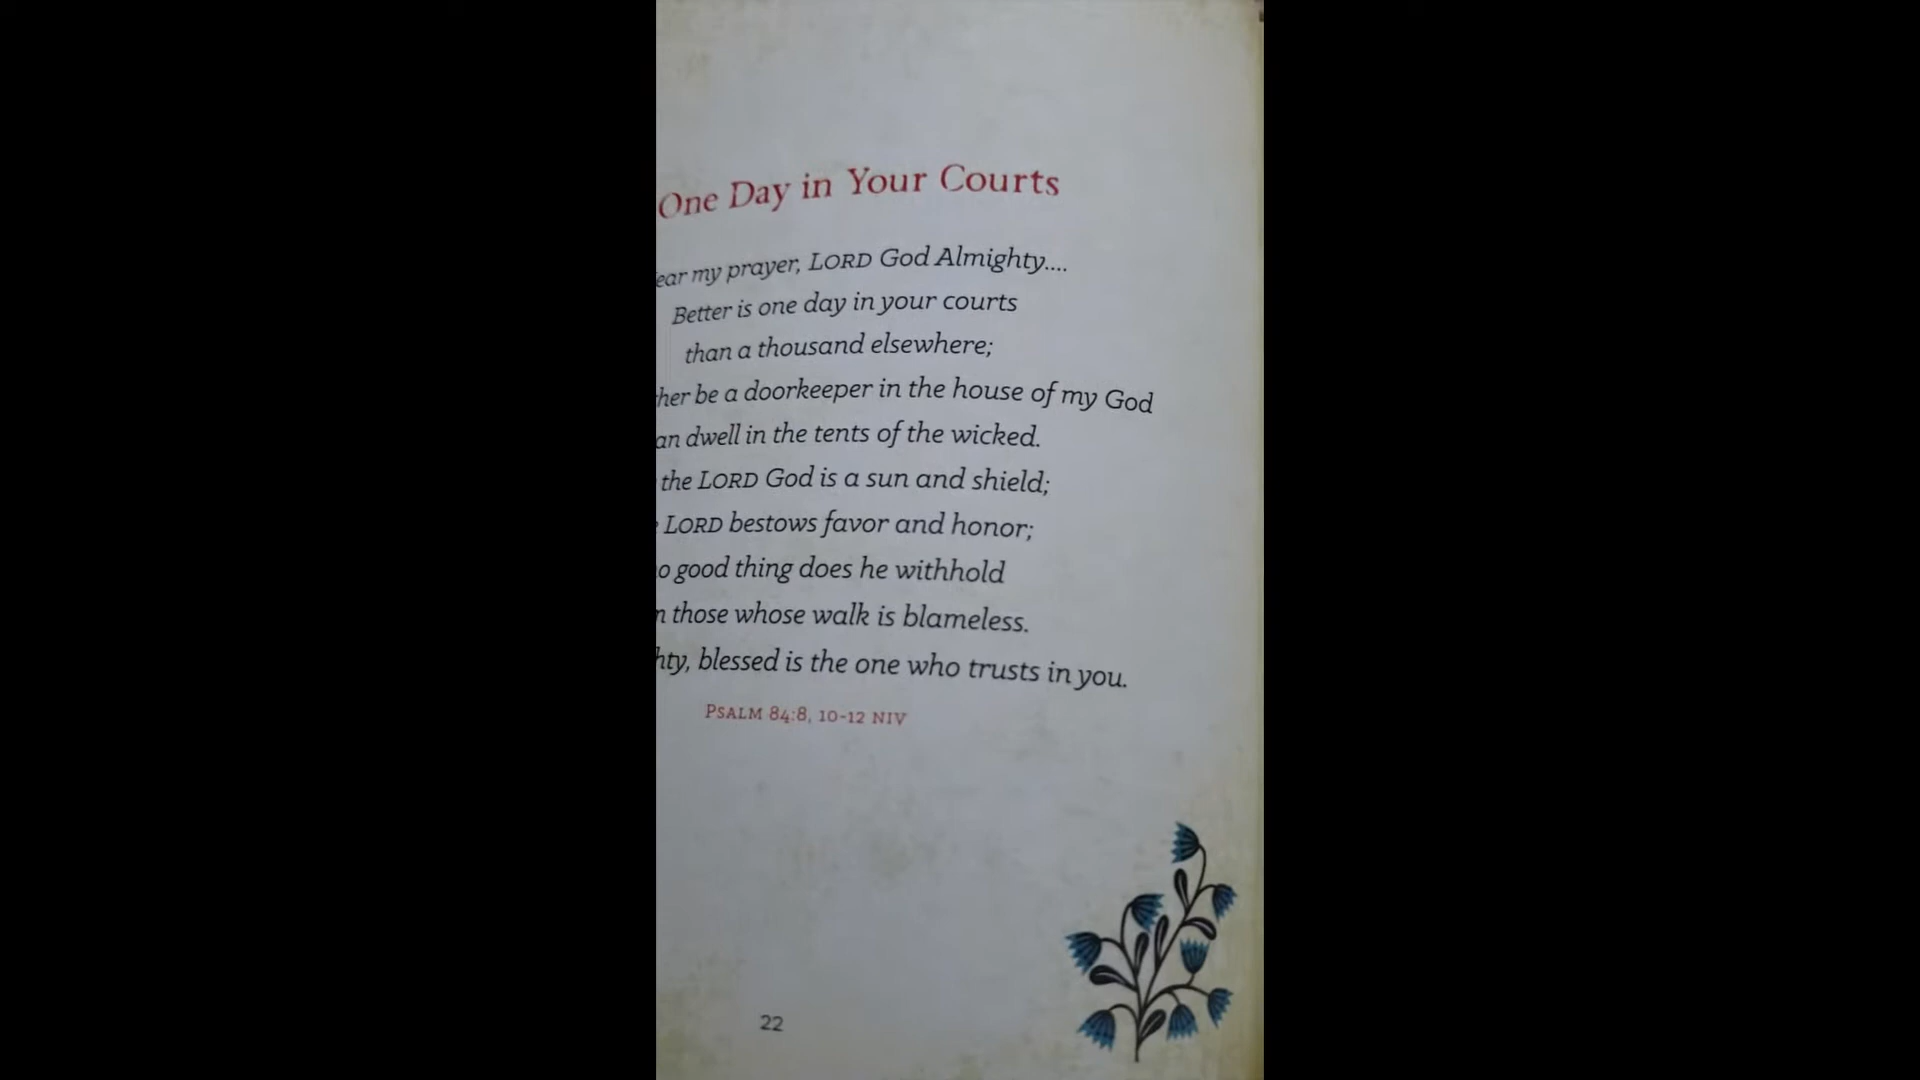 One Day in Your Courts
ear my prayer, LORD God Almighty....
Better is one day in your courts
than a thousand elsewhere;
her be a doorkeeper in the house of my God
an dwell in the tents of the wicked.
the LORD God is a sun and shield;
LORD bestows favor and honor;
o good thing does he withhold
those whose walk is blameless.
hty, blessed is the one who trusts in you.
PSALM 84:8, 10-12 NIV
22